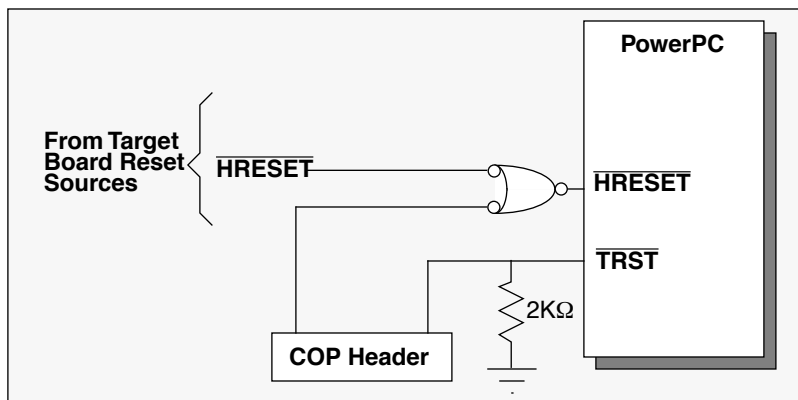 PowerPC
From Target
Board Reset
Sources
HRESET
HRESET
TRST
2KΩ
COP Header